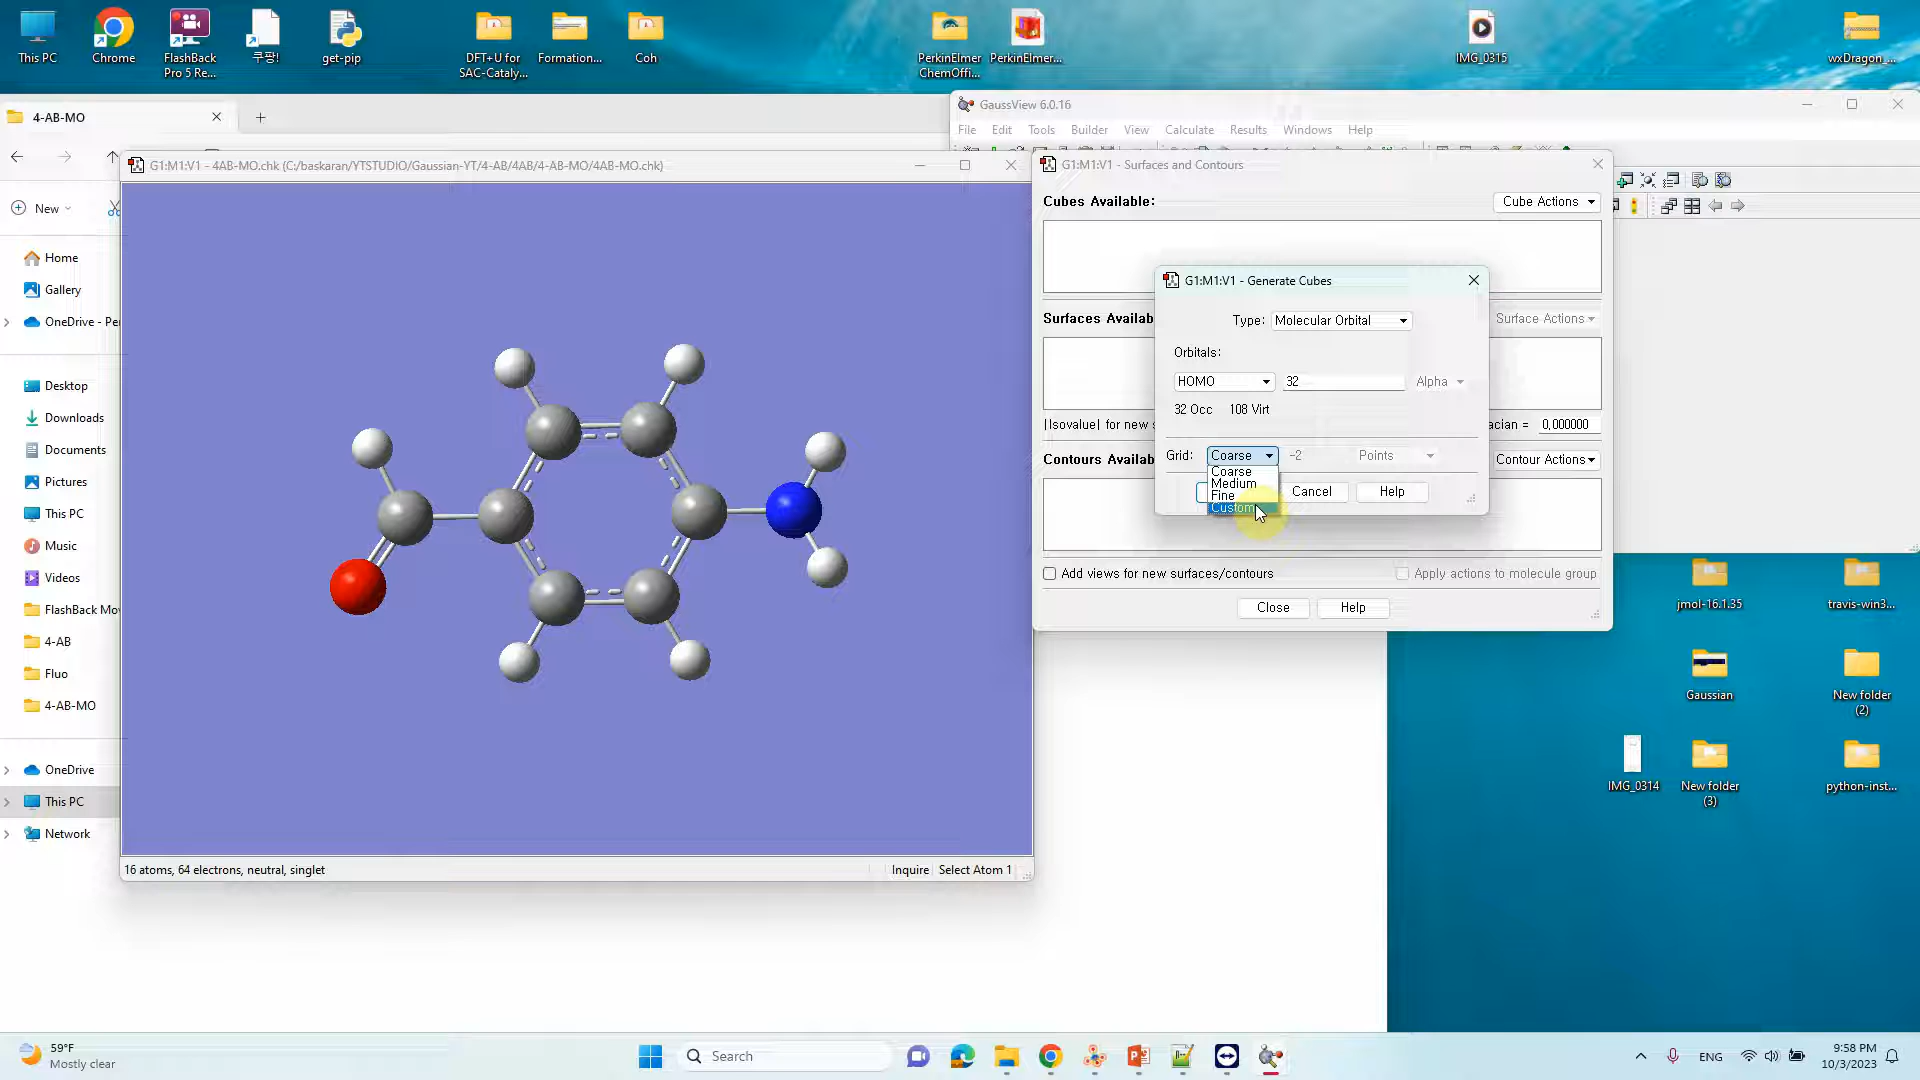 This PC
Chrome
FlashBack
Pro 5 Re...
쿠팡!
get-pip
DFT+U for
SAC-Cataly...
Formation...
Coh
PerkinElmer
ChemOffi...
PerkinElmer...
IMG_0315
wxDragon_...
4-AB-MO
GaussView 6.0.16
File Edit Tools Builder View Calculate Results Windows Help
G1:M1:V1 - 4AB-MO.chk (C:/baskaran/YTSTUDIO/Gaussian-YT/4-AB/4AB/4-AB-MO/4AB-MO.chk)
G1:M1:V1 - Surfaces and Contours
New
Cubes Available:
Cube Actions
Home
Gallery
OneDrive - Pe
G1:M1:V1 - Generate Cubes
Type: Molecular Orbital
Surfaces Availab
Surface Actions
Orbitals:
HOMO 32 Alpha
32 Occ 108 Virt
|Isovalue| for new s
acian = 0,000000
Grid: Coarse -2 Points
Coarse
Medium
Fine
Custom
Cancel
Help
Contours Availab
Contour Actions
Add views for new surfaces/contours
Apply actions to molecule group
Close
Help
Desktop
Downloads
Documents
Pictures
This PC
Music
Videos
FlashBack Mov
4-AB
Fluo
4-AB-MO
OneDrive
This PC
Network
16 atoms, 64 electrons, neutral, singlet
Inquire
Select Atom 1
jmol-16.1.35
travis-win3...
Gaussian
New folder
(2)
IMG_0314
New folder
(3)
python-inst...
59°F
Mostly clear
Search
ENG
9:58 PM
10/3/2023